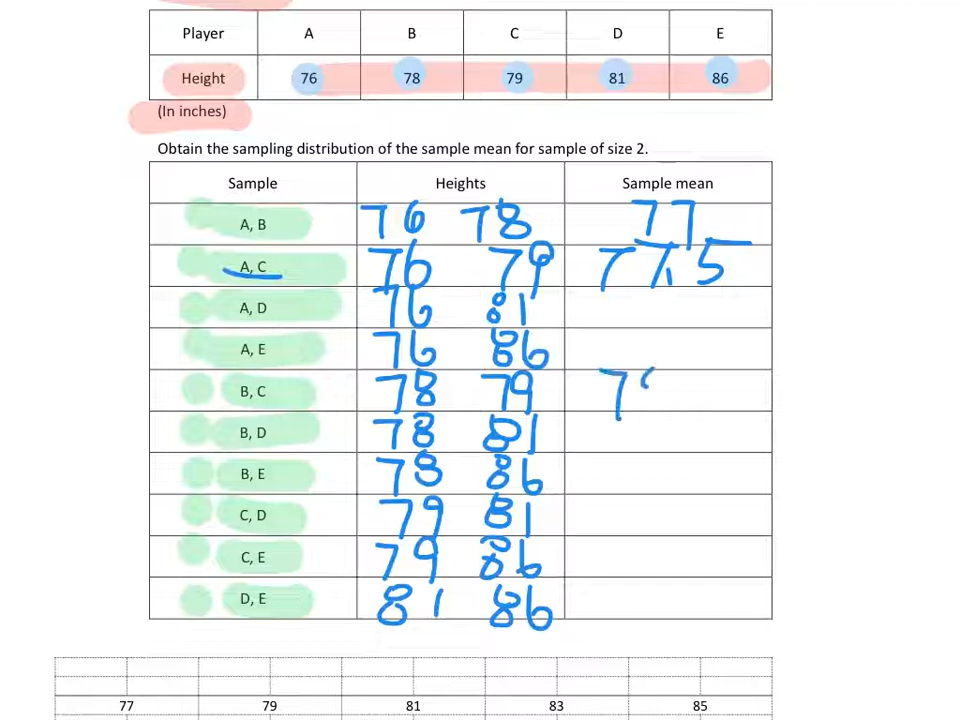 Player A B C D E
Height 76 78 79 81 86
(In inches)
Obtain the sampling distribution of the sample mean for sample of size 2.
Sample Heights Sample mean
A, B 76 78 77
A, C 76 79 77.5
A, D 76 81
A, E 76 86
B, C 78 79 7
B, D 78 81
B, E 78 86
C, D 79 81
C, E 79 86
D, E 81 86
77 79 81 83 85